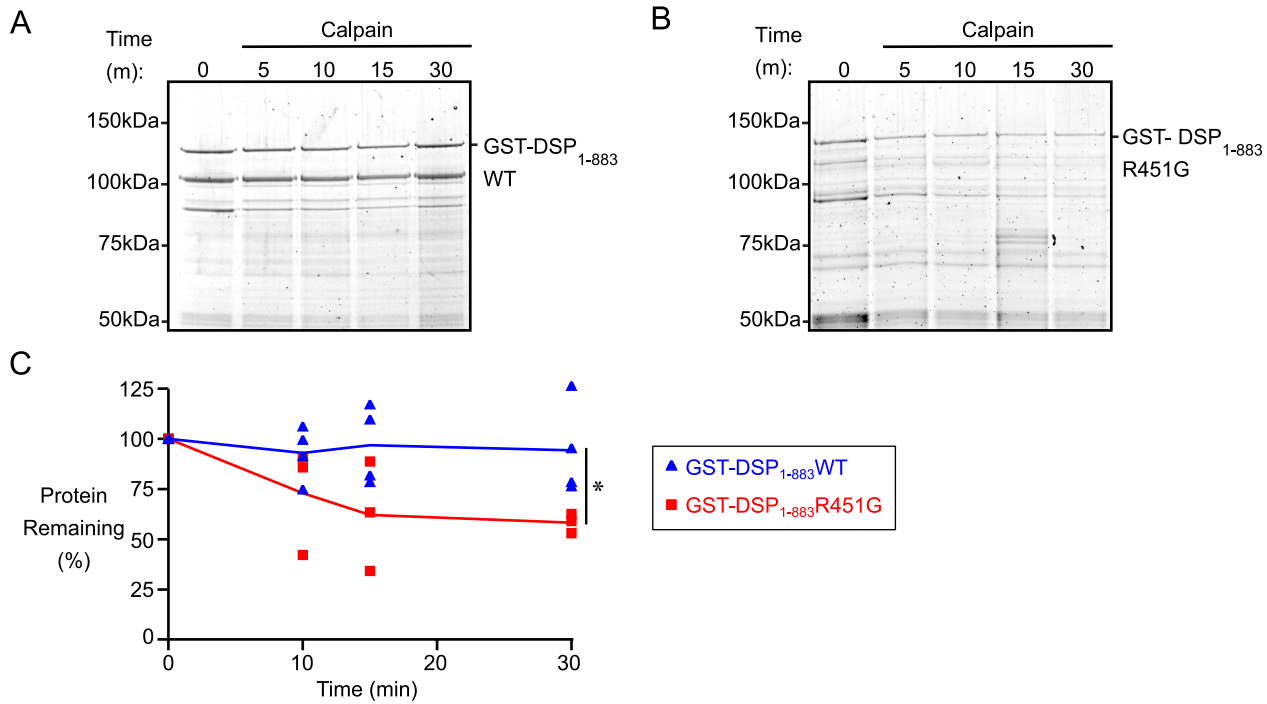 A
Time
(m):
Calpain
0 5 10 15 30
150kDa
100kDa
75kDa
50kDa
GST-DSP1-883
WT
B
Time
(m):
Calpain
0 5 10 15 30
150kDa
100kDa
75kDa
50kDa
GST- DSP1-883
R451G
C
Protein
Remaining
(%)
125
100
75
50
25
0
0 10 20 30
Time (min)
*
GST-DSP1-883WT
GST-DSP1-883R451G